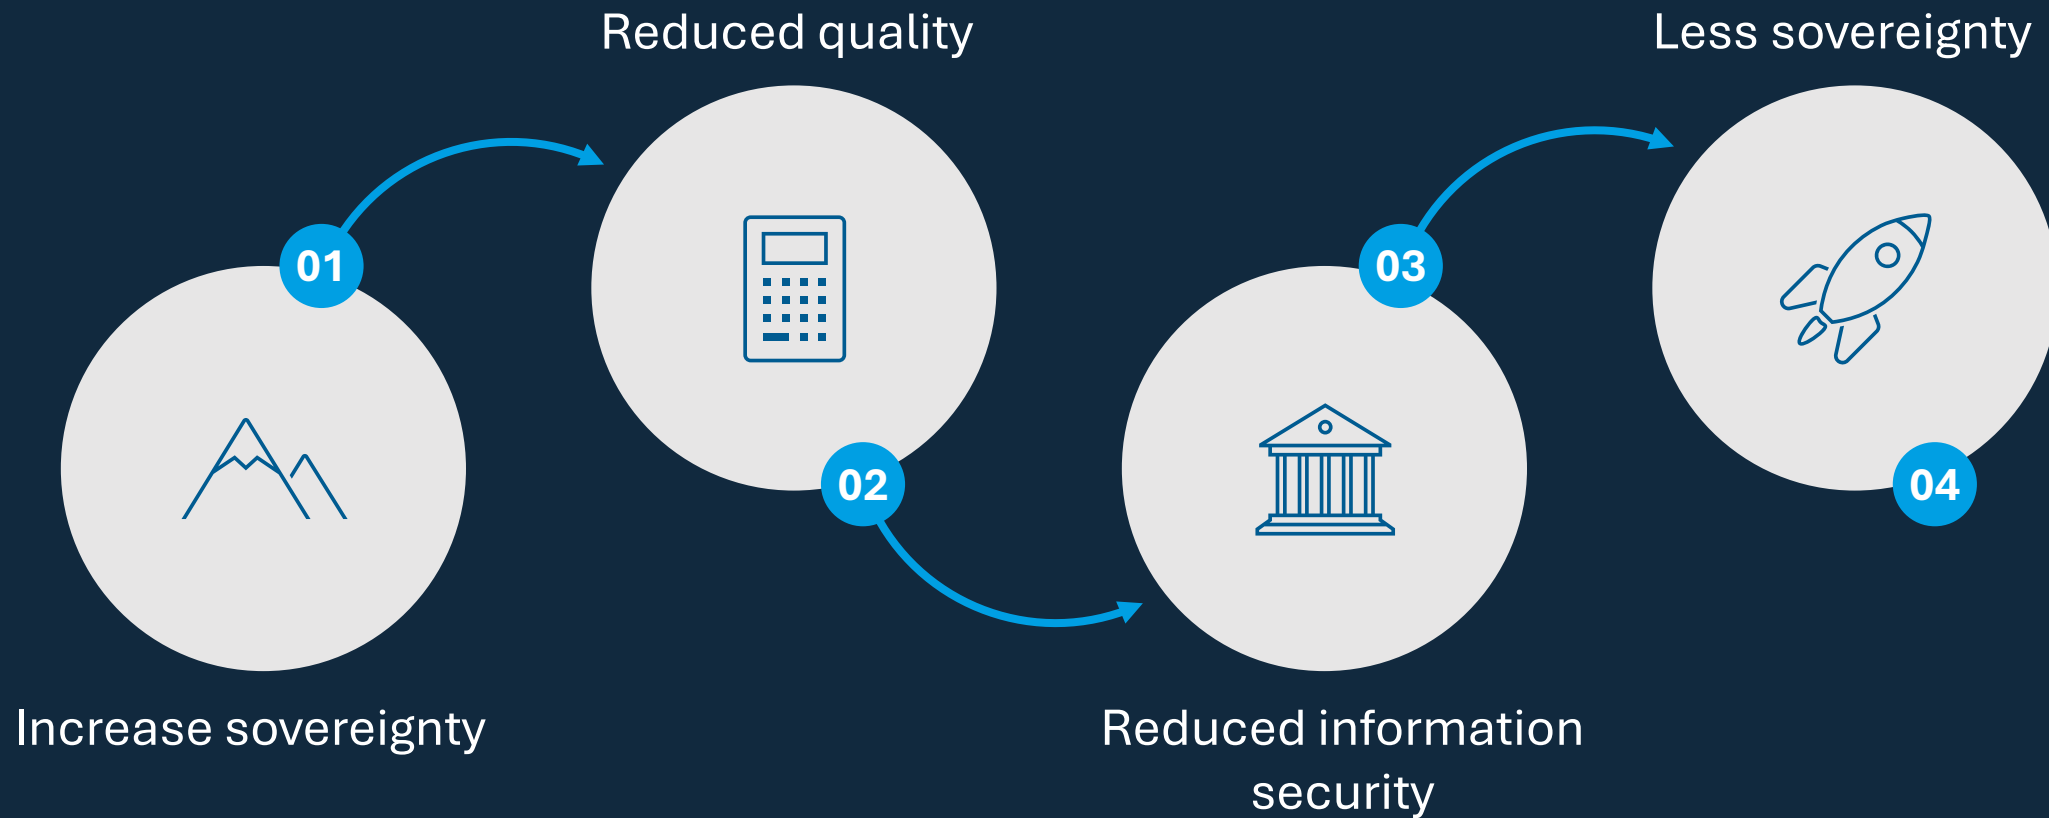 Increase sovereignty
01
Reduced quality
02
Reduced information
security
03
Less sovereignty
04